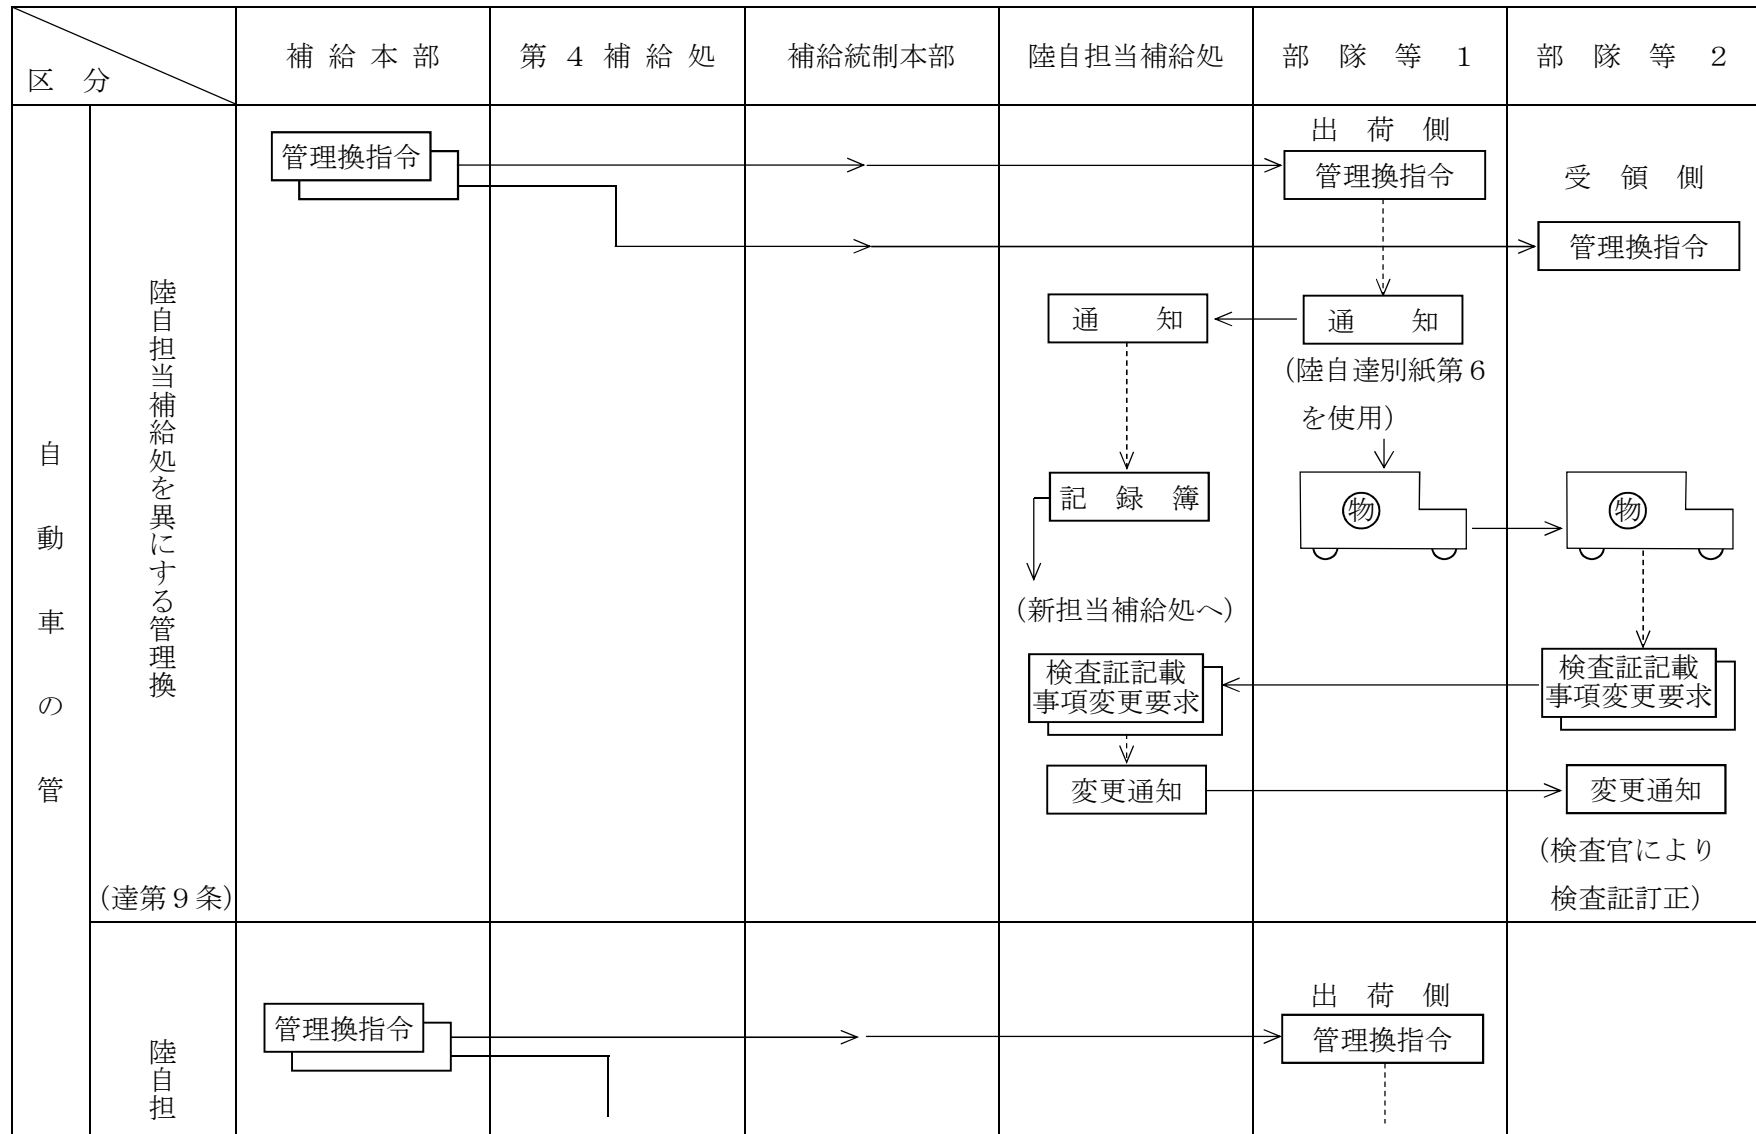 区　分
補　給　本　部
第　４　補　給　処
補給統制本部
陸自担当補給処
部　隊　等　１
部　隊　等　２
自動車の管
陸自担当補給処を異にする管理換
(達第９条)
管理換指令
出　荷　側
管理換指令
受　領　側
管理換指令
通　　知
通　　知
(陸自達別紙第６
を使用)
記　録　簿
物
物
(新担当補給処へ)
検査証記載
事項変更要求
検査証記載
事項変更要求
変更通知
変更通知
(検査官により
検査証訂正)
陸自担
管理換指令
出　荷　側
管理換指令